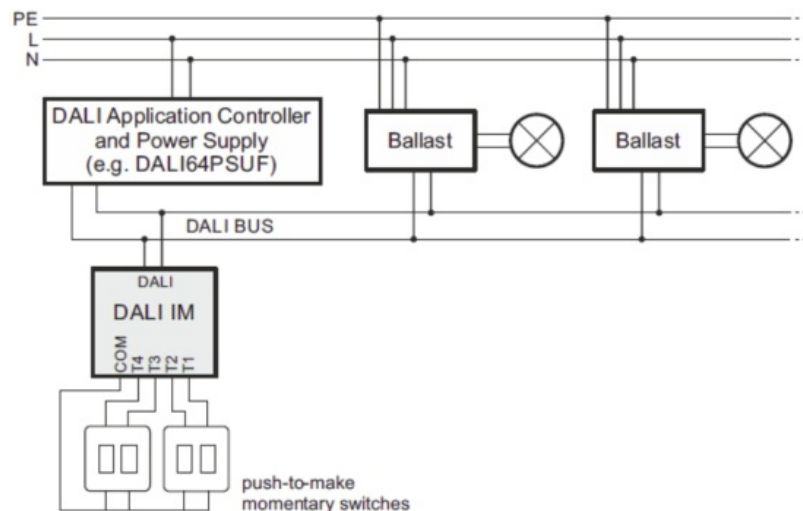 PE
L
N
DALI Application Controller
and Power Supply
(e.g. DALI64PSUF)
Ballast
Ballast
DALI BUS
DALI
DALI IM
COM
T4
T3
T2
T1
push-to-make
momentary switches